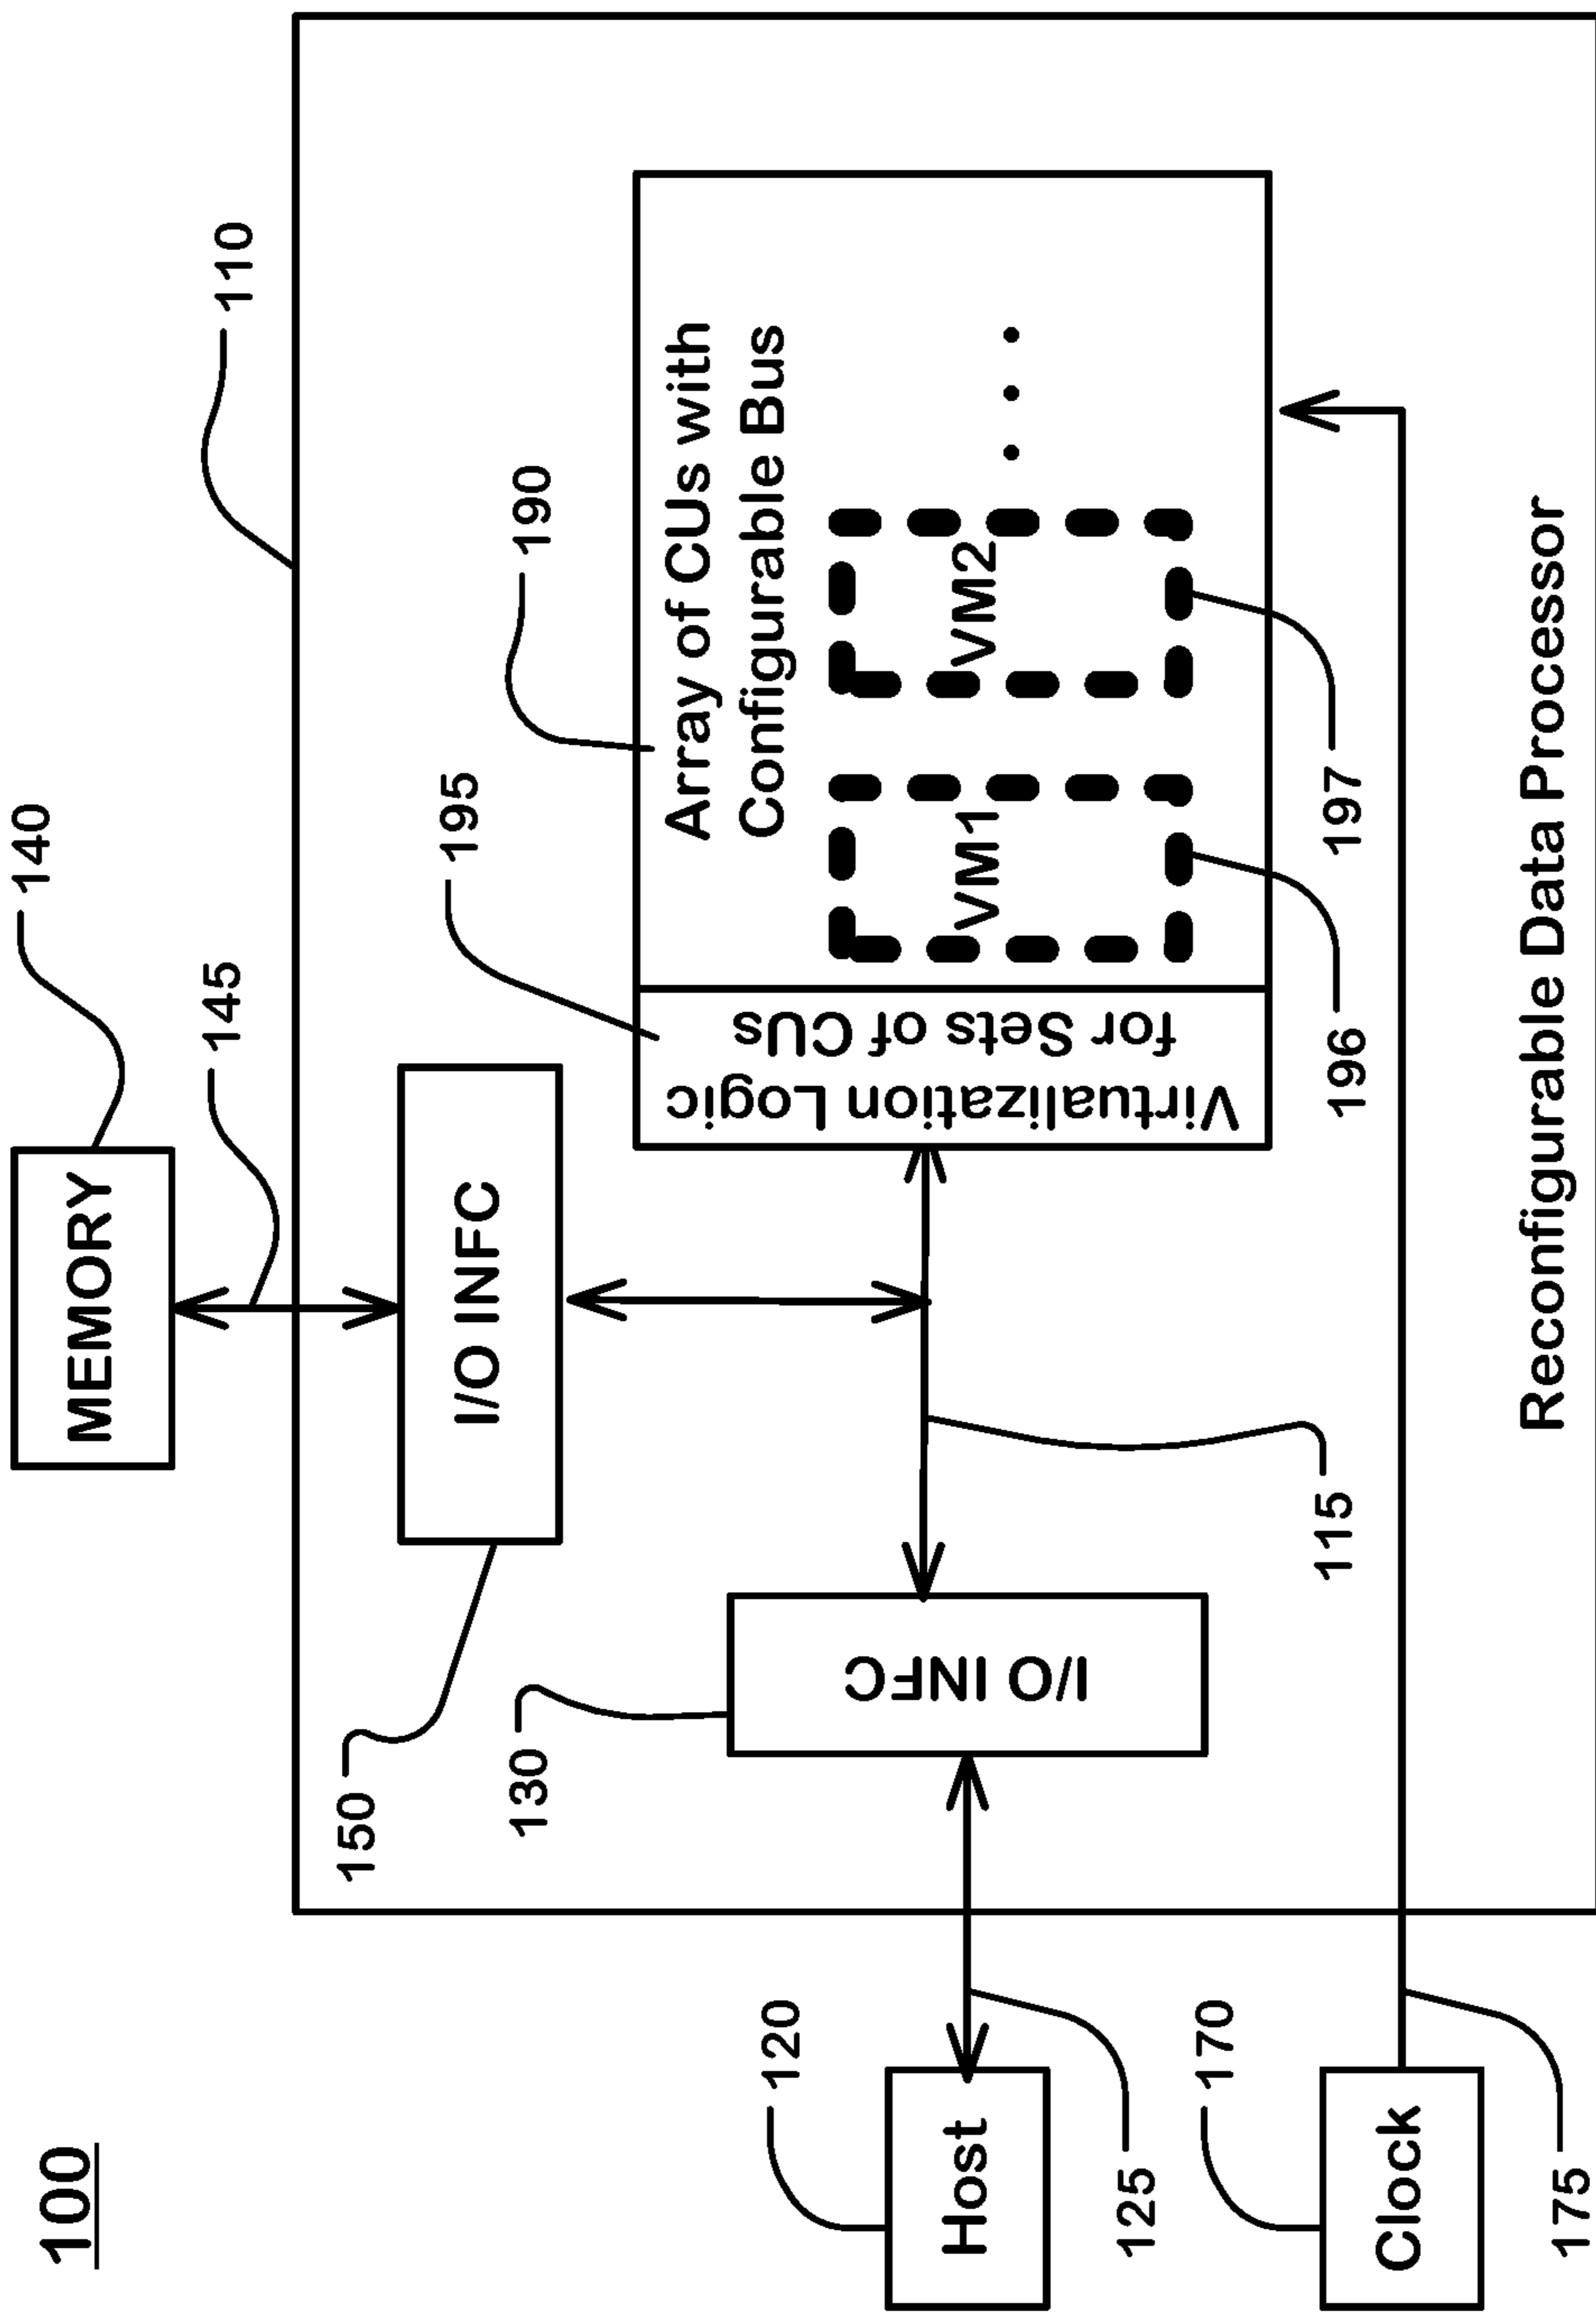 100
140
MEMORY
145
110
150
I/O INFC
195
190
130
I/O INFC
Virtualization Logic
for Sets of CUs
Array of CUs with
Configurable Bus
VM1
VM2
120
Host
125
115
196
197
170
Clock
175
Reconfigurable Data Processor